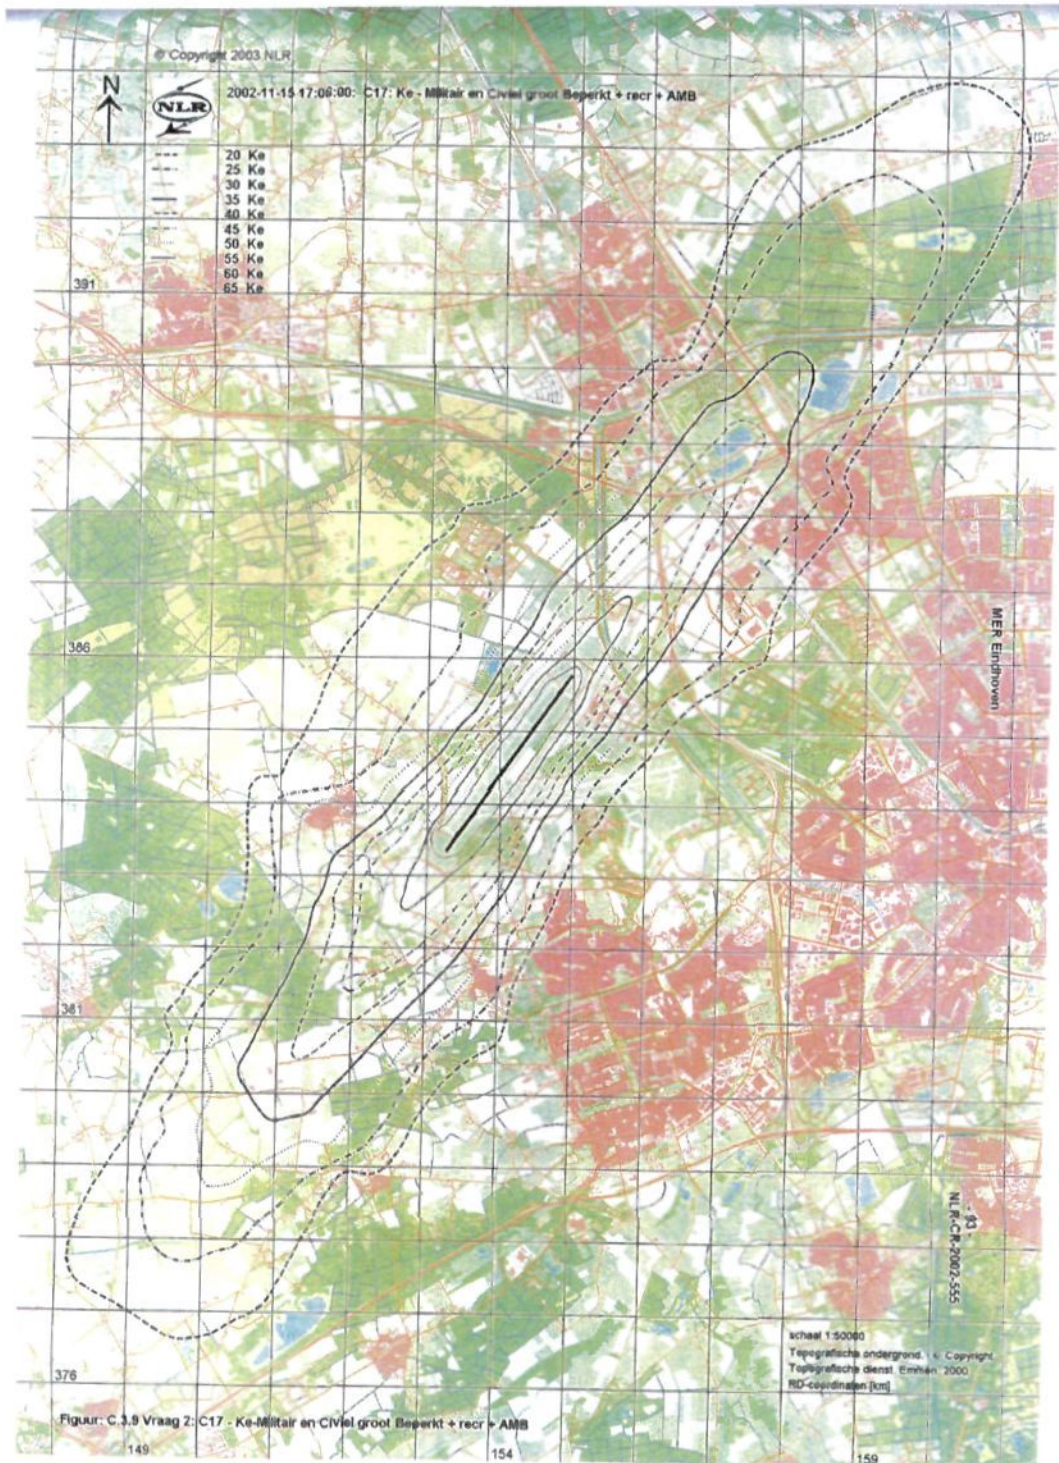 © Copyright 2003 NLR
N
NLR
2002-11-15 17:06:00: C17: Ke - Militair en Civiel groot Beperkt + recr + AMB
20 Ke
25 Ke
30 Ke
35 Ke
40 Ke
45 Ke
50 Ke
55 Ke
60 Ke
65 Ke
391
386
MER Eindhoven
381
- 93 -
NLR-CR-2002-555
schaal 1:50000
Topografische ondergrond: © Copyright
Topografische dienst Emmen 2000
RD-coordinaten [km]
376
Figuur: C.3.9 Vraag 2: C17 - Ke-Militair en Civiel groot Beperkt + recr + AMB
149
154
159